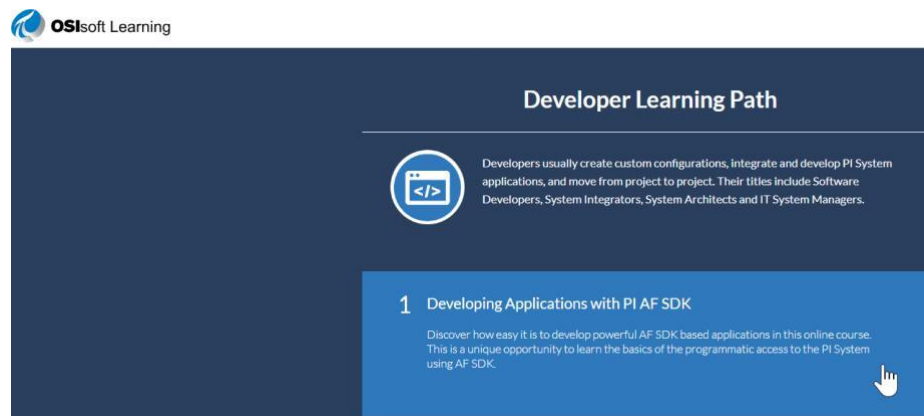 OSIsoft Learning
Developer Learning Path
Developers usually create custom configurations, integrate and develop PI System
applications, and move from project to project. Their titles include Software
Developers, System Integrators, System Architects and IT System Managers.
</>
1 Developing Applications with PI AF SDK
Discover how easy it is to develop powerful AF SDK based applications in this online course.
This is a unique opportunity to learn the basics of the programmatic access to the PI System
using AF SDK.